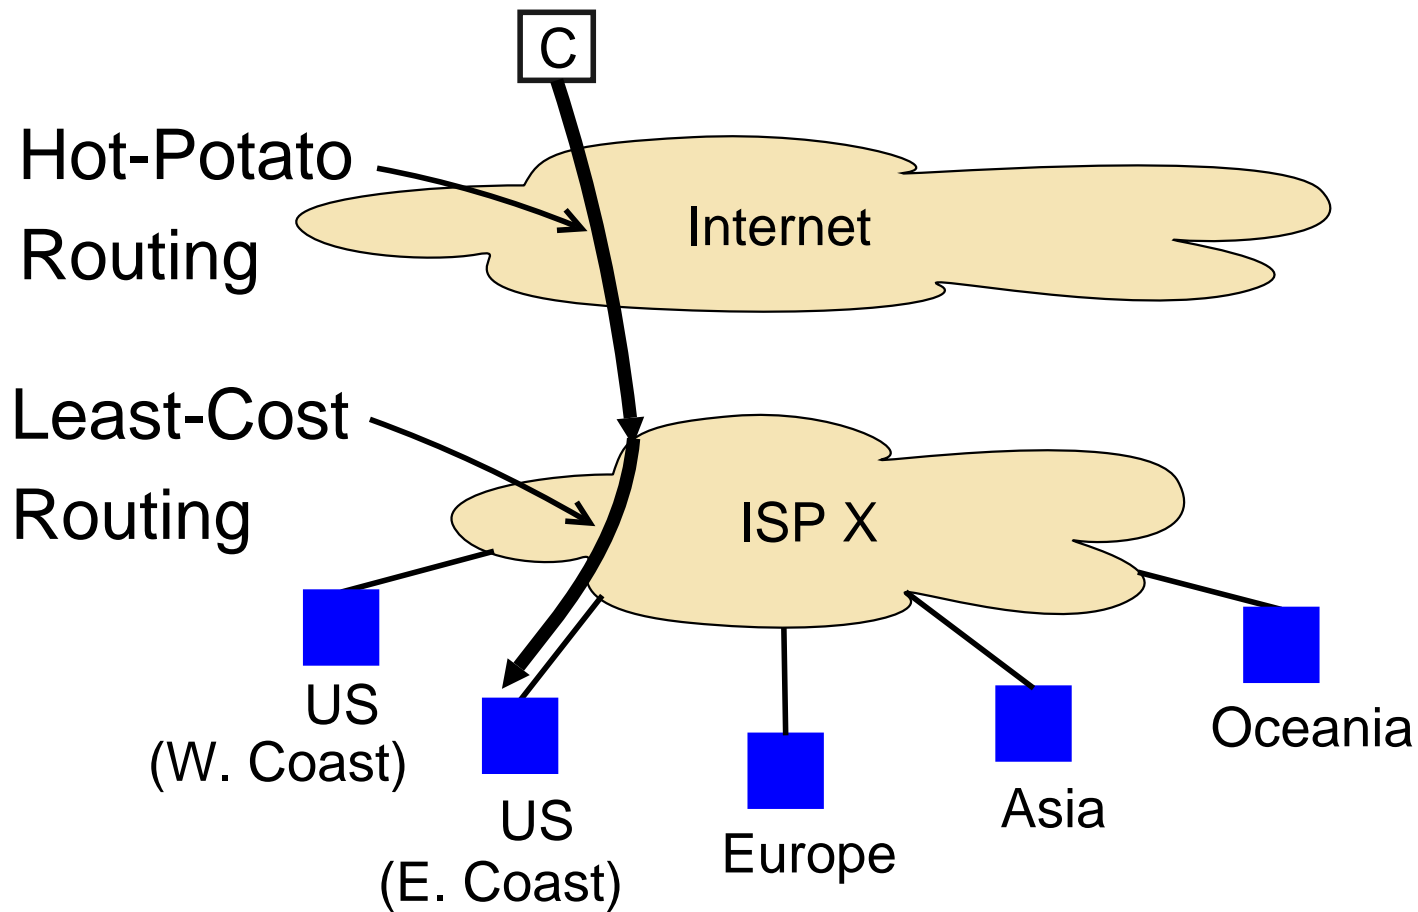 C
Hot-Potato
Routing
Internet
Least-Cost
Routing
ISP X
US
(W. Coast)
US
(E. Coast)
Europe
Asia
Oceania